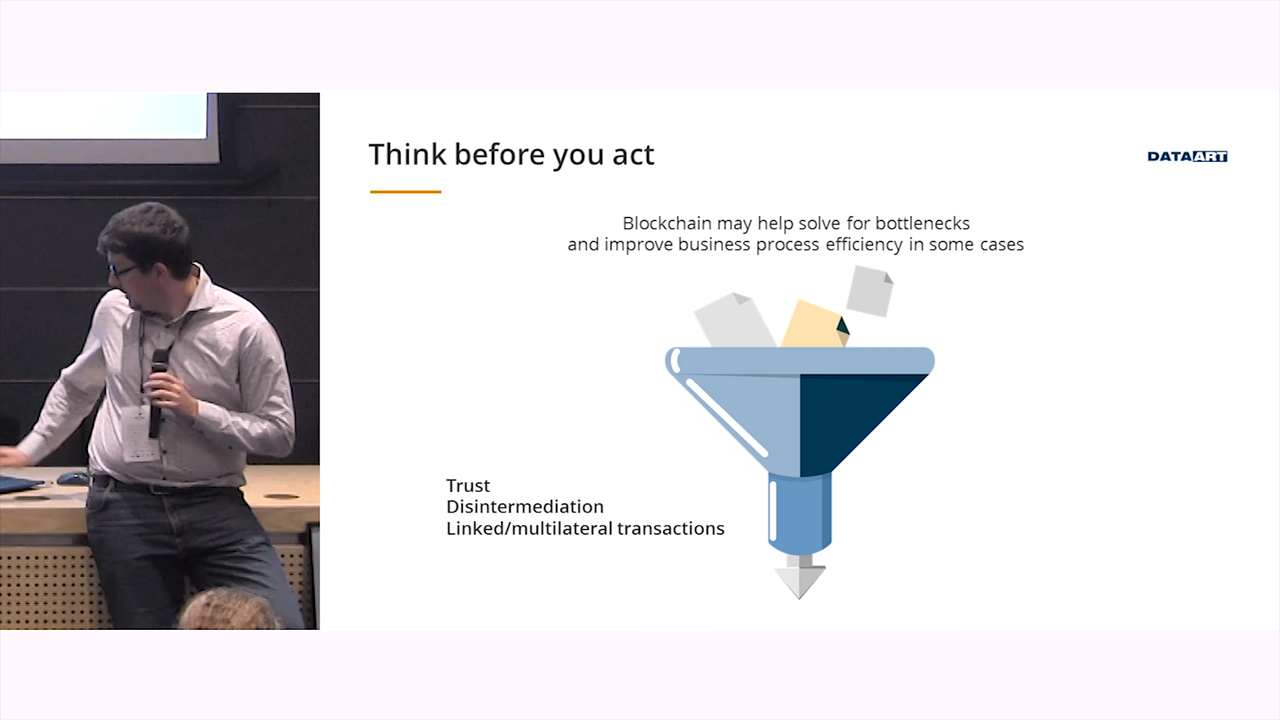 Think before you act
DATAART
Blockchain may help solve for bottlenecks
and improve business process efficiency in some cases
Trust
Disintermediation
Linked/multilateral transactions